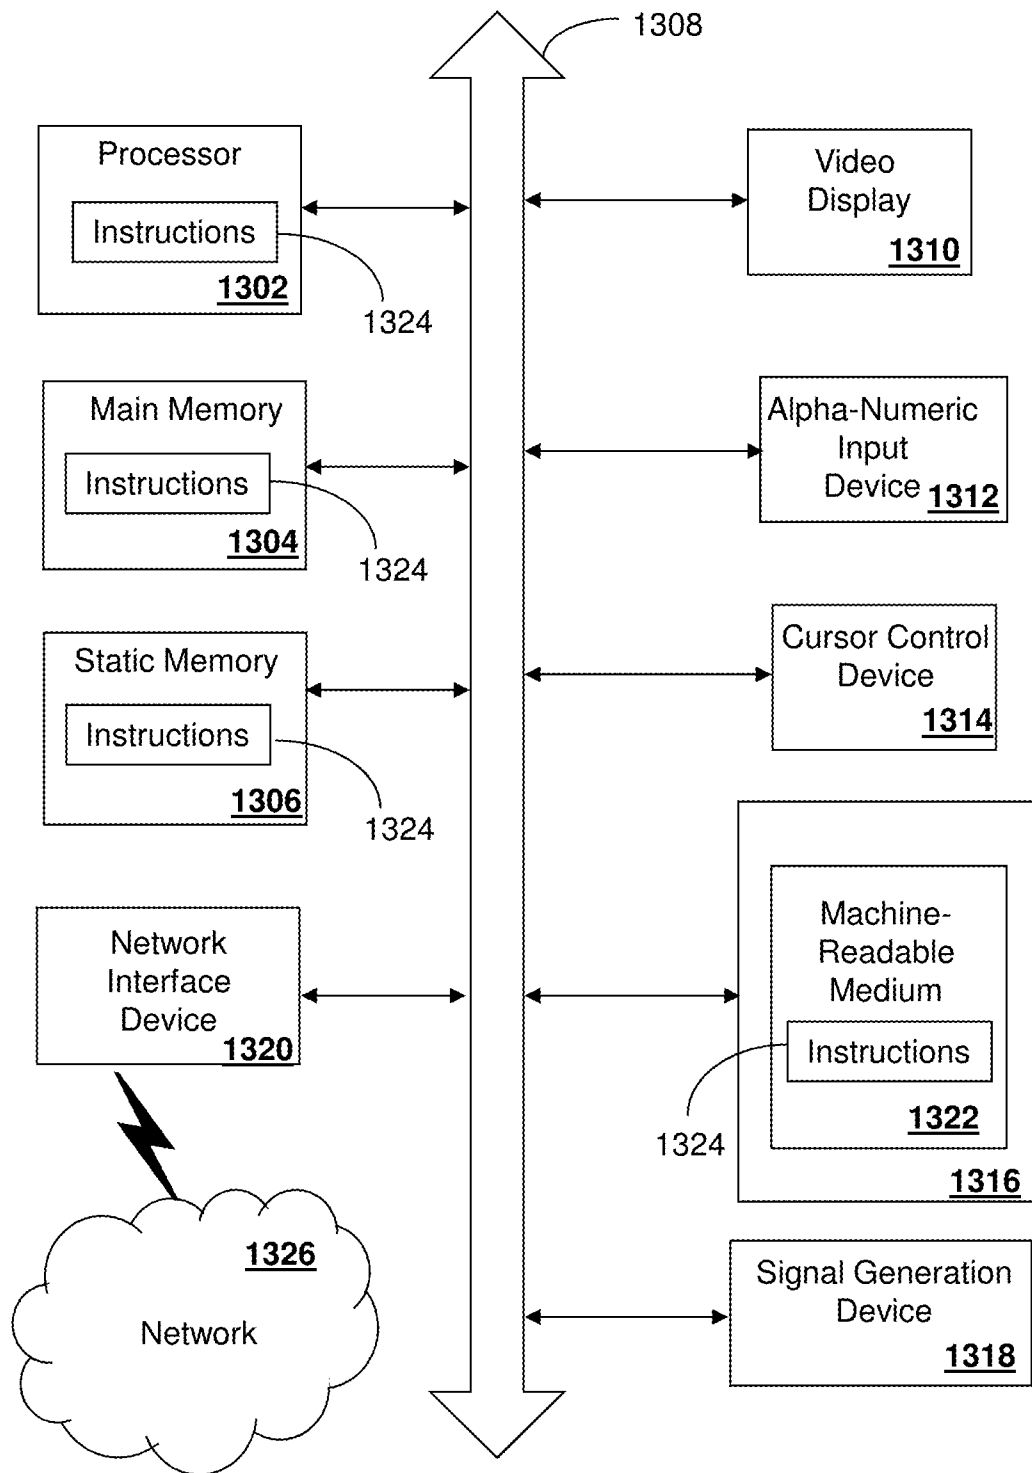 1308
Processor
Instructions
1302
1324
Main Memory
Instructions
1304
1324
Static Memory
Instructions
1306
1324
Network
Interface
Device
1320
1326
Network
Video
Display
1310
Alpha-Numeric
Input
Device
1312
Cursor Control
Device
1314
Machine-
Readable
Medium
Instructions
1322
1324
1316
Signal Generation
Device
1318